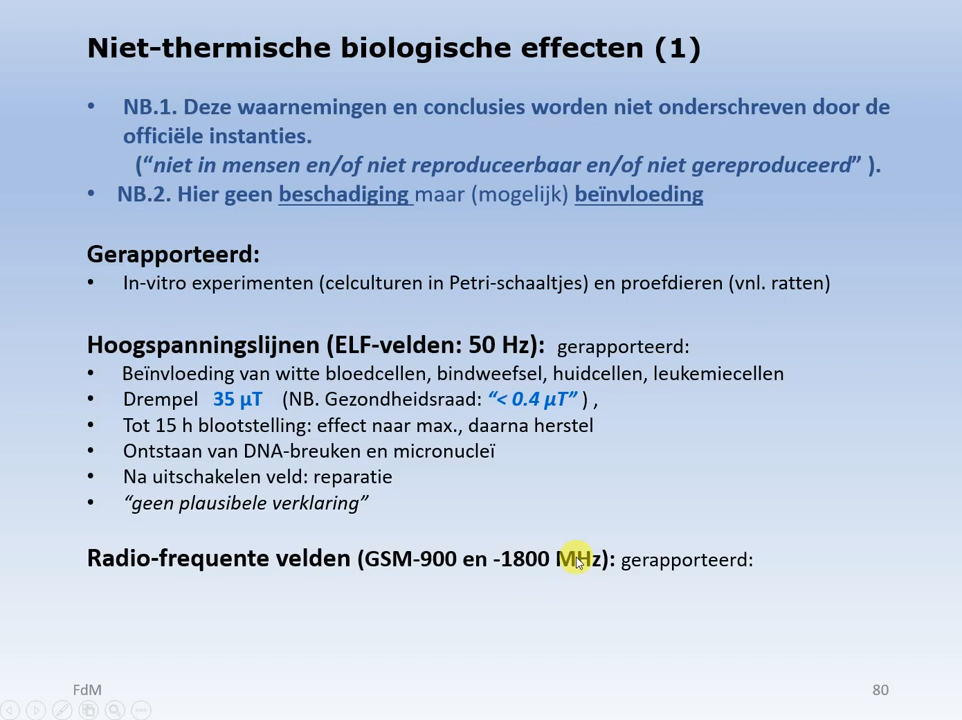 Niet-thermische biologische effecten (1)
• NB.1. Deze waarnemingen en conclusies worden niet onderschreven door de
officiële instanties.
(“niet in mensen en/of niet reproduceerbaar en/of niet gereproduceerd” ).
• NB.2. Hier geen beschadiging maar (mogelijk) beïnvloeding
Gerapporteerd:
• In-vitro experimenten (celculturen in Petri-schaaltjes) en proefdieren (vnl. ratten)
Hoogspanningslijnen (ELF-velden: 50 Hz): gerapporteerd:
• Beïnvloeding van witte bloedcellen, bindweefsel, huidcellen, leukemiecellen
• Drempel 35 µT (NB. Gezondheidsraad: “< 0.4 µT” ) ,
• Tot 15 h blootstelling: effect naar max., daarna herstel
• Ontstaan van DNA-breuken en micronucleï
• Na uitschakelen veld: reparatie
• “geen plausibele verklaring”
Radio-frequente velden (GSM-900 en -1800 MHz): gerapporteerd:
FdM 80